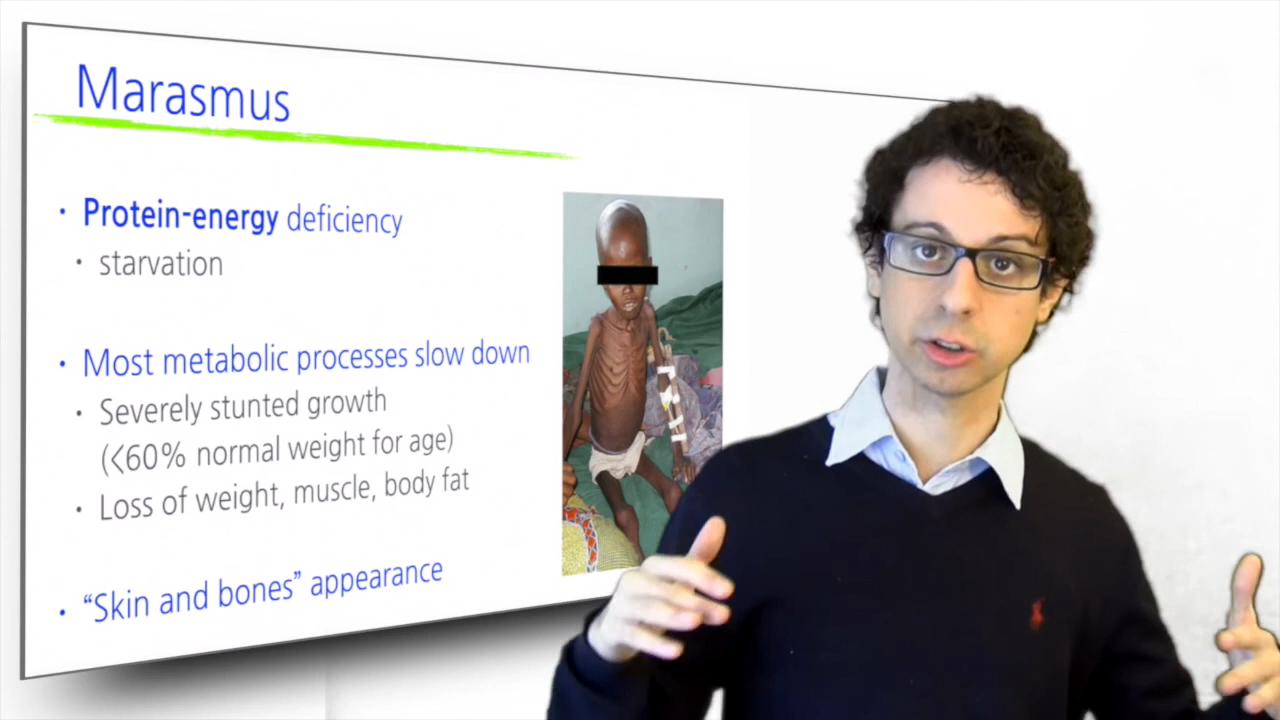 Marasmus
• Protein-energy deficiency
• starvation
• Most metabolic processes slow down
• Severely stunted growth
(<60% normal weight for age)
• Loss of weight, muscle, body fat
• “Skin and bones” appearance